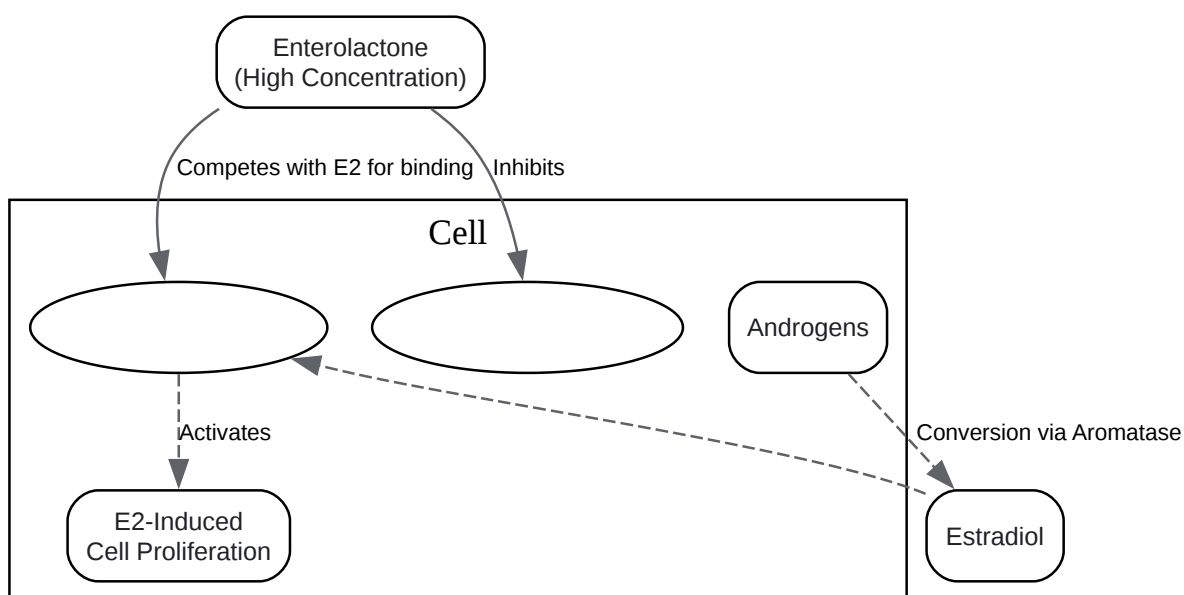 Enterolactone
(High Concentration)
Competes with E2 for binding
Inhibits
Cell
Androgens
Activates
Conversion via Aromatase
E2-Induced
Cell Proliferation
Estradiol